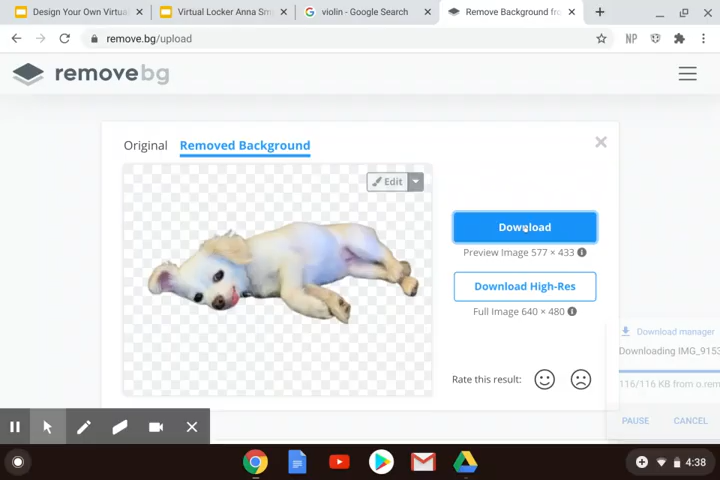 Design Your Own Virtua
Virtual Locker Anna Sm
violin - Google Search
Remove Background fro
remove.bg/upload
NP
removebg
Original
Removed Background
Edit
Download
Preview Image 577 × 433
Download High-Res
Full Image 640 × 480
Rate this result:
Download manager
Downloading IMG_9153
116/116 KB from o.rem
PAUSE
CANCEL
4:38